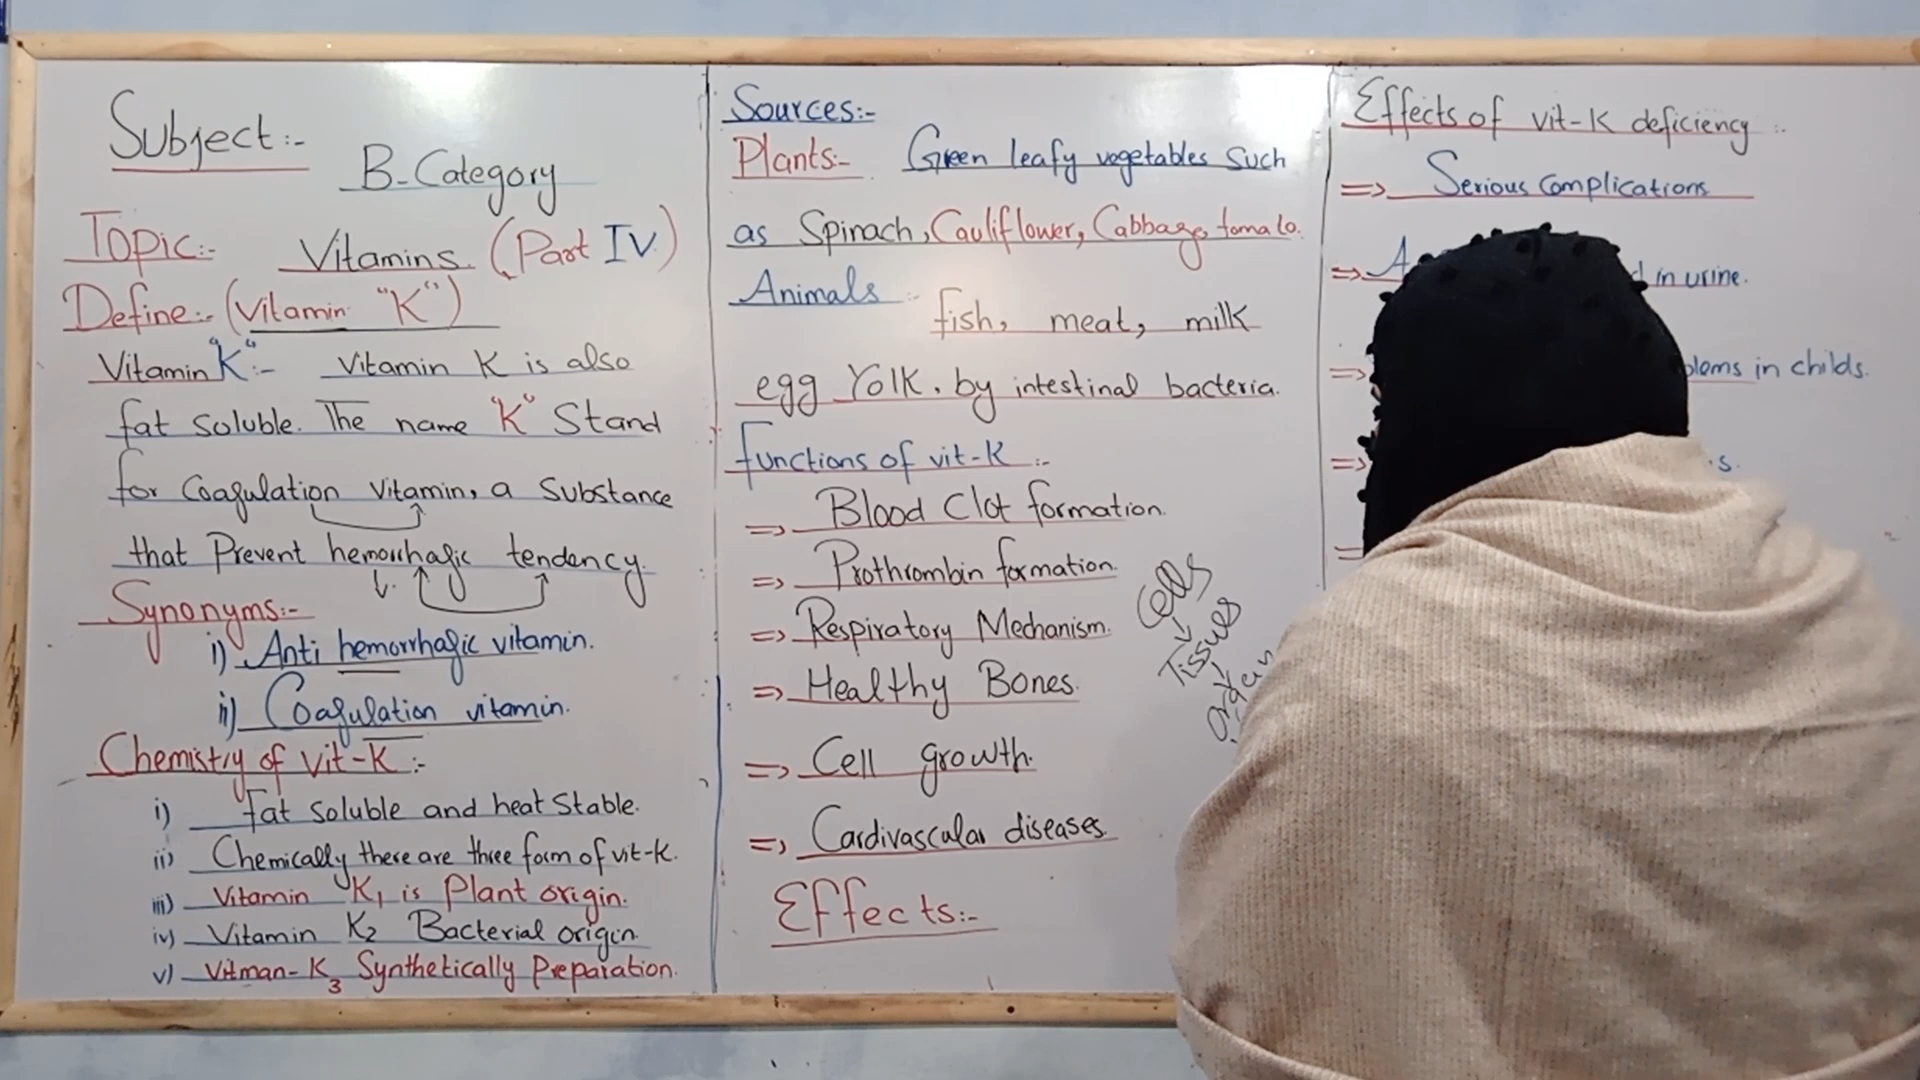 Subject:-
B-Category
Topic:- Vitamins (Part IV)
Define:- (Vitamin "K")
Vitamin "K":- Vitamin K is also
fat soluble. The name "K" Stand
for Coagulation vitamin, a Substance
that Prevent hemorrhagic tendency.
Synonyms:-
i) Anti hemorrhagic vitamin.
ii) Coagulation vitamin.
Chemistry of vit-K:-
i) Fat soluble and heat Stable.
ii) Chemically there are three form of vit-K.
iii) Vitamin K1 is Plant origin.
iv) Vitamin K2 Bacterial origin
v) Vitman-K3 Synthetically Preparation.
Sources:-
Plants:- Green leafy vegetables Such
as Spinach, Cauliflower, Cabbage, tomato.
Animals:-
fish, meat, milk
egg Yolk. by intestinal bacteria.
Functions of vit-K:-
=> Blood Clot formation.
=> Prothrombin formation.
=> Respiratory Mechanism.
=> Healthy Bones.
=> Cell growth.
=> Cardivascular diseases.
Effects:-
Cells
Tissues
organ
Effects of vit-K deficiency:-
=> Serious Complications
=> in urine.
=> in childs.
=>
=>